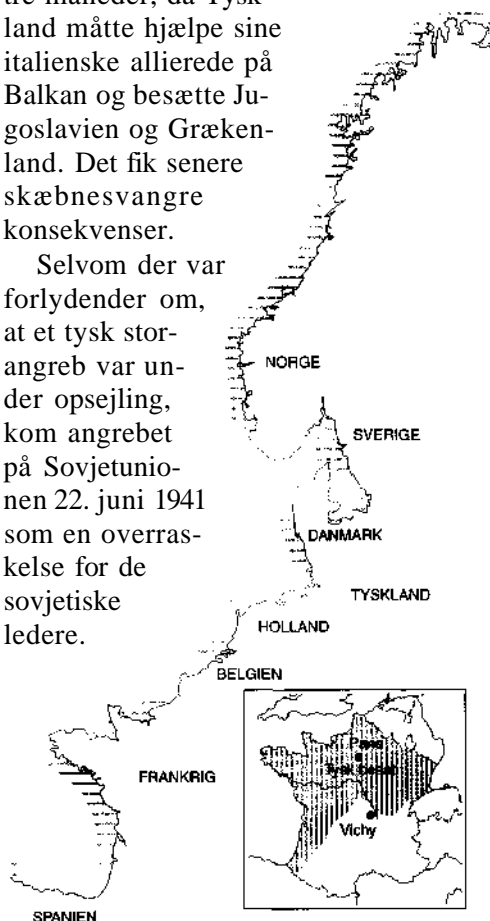 tre måneder, da Tysk-
land måtte hjælpe sine
italienske allierede på
Balkan og besætte Ju-
goslavien og Græken-
land. Det fik senere
skæbnesvangre
konsekvenser.
Selvom der var
forlydender om,
at et tysk stor-
angreb var un-
der opsejling,
kom angrebet
på Sovjetunio-
nen 22. juni 1941
som en overras-
kelse for de
sovjetiske
ledere.
NORGE
SVERIGE
DANMARK
TYSKLAND
HOLLAND
BELGIEN
FRANKRIG
SPANIEN
Paris
Tysk besat
Vichy